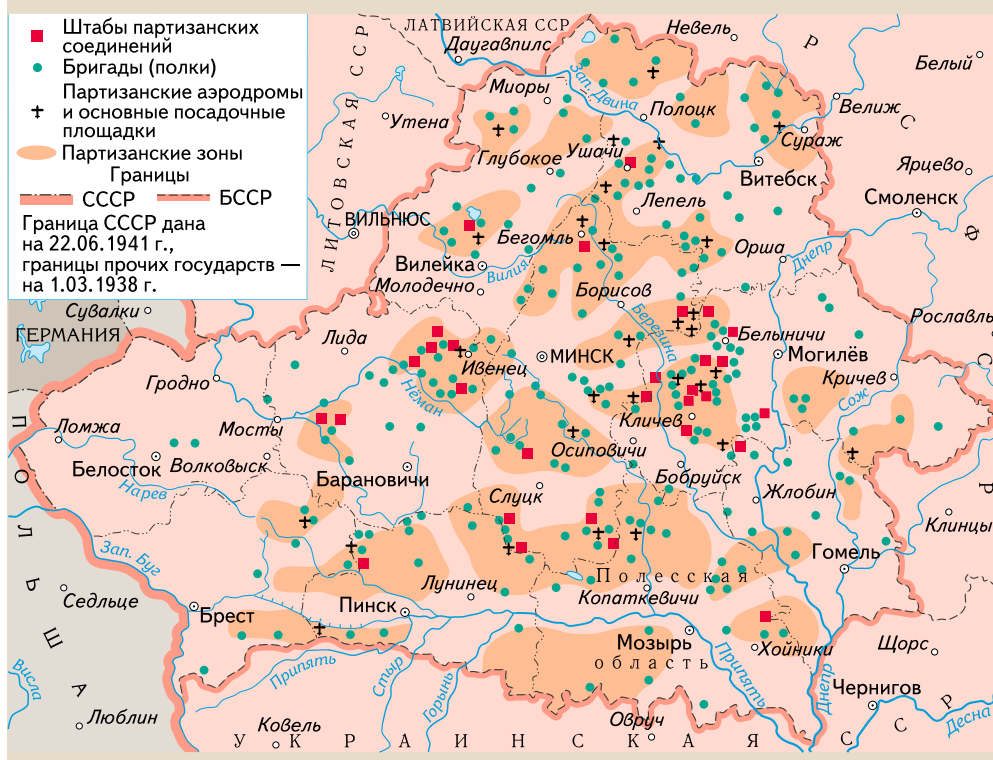 Штабы партизанских
соединений
Бригады (полки)
Партизанские аэродромы
и основные посадочные
площадки
Партизанские зоны
Границы
СССР
БССР
Граница СССР дана
на 22.06.1941 г.,
границы прочих государств —
на 1.03.1938 г.
ЛАТВИЙСКАЯ ССР
Даугавпилс
Невель
Р
С
Ф
С
Р
Белый
Миоры
Зап. Двина
Полоцк
Велиж
Утена
ЛИТОВСКАЯ ССР
Глубокое
Ушачи
Сураж
Витебск
Ярцево
Смоленск
Лепель
ВИЛЬНЮС
Бегомль
Орша
Днепр
Вилейка
Вилия
Молодечно
Борисов
Березина
Сувалки
ГЕРМАНИЯ
Лида
Ивенец
МИНСК
Белыничи
Могилёв
Рославль
Кричев
Сож
Гродно
Неман
Кличев
Мосты
Ломжа
Белосток
Волковыск
Осиповичи
Барановичи
Бобруйск
Нарев
Слуцк
Жлобин
Клинцы
ПОЛЬША
Зап. Буг
Гомель
Полесская
Лунинец
Копаткевичи
Седльце
Брест
Пинск
Мозырь
область
Хойники
Щорс
Припять
Стыр
Горынь
Припять
Днепр
Чернигов
Висла
Люблин
Ковель
Овруч
Десна
УКРАИНСКАЯ ССР